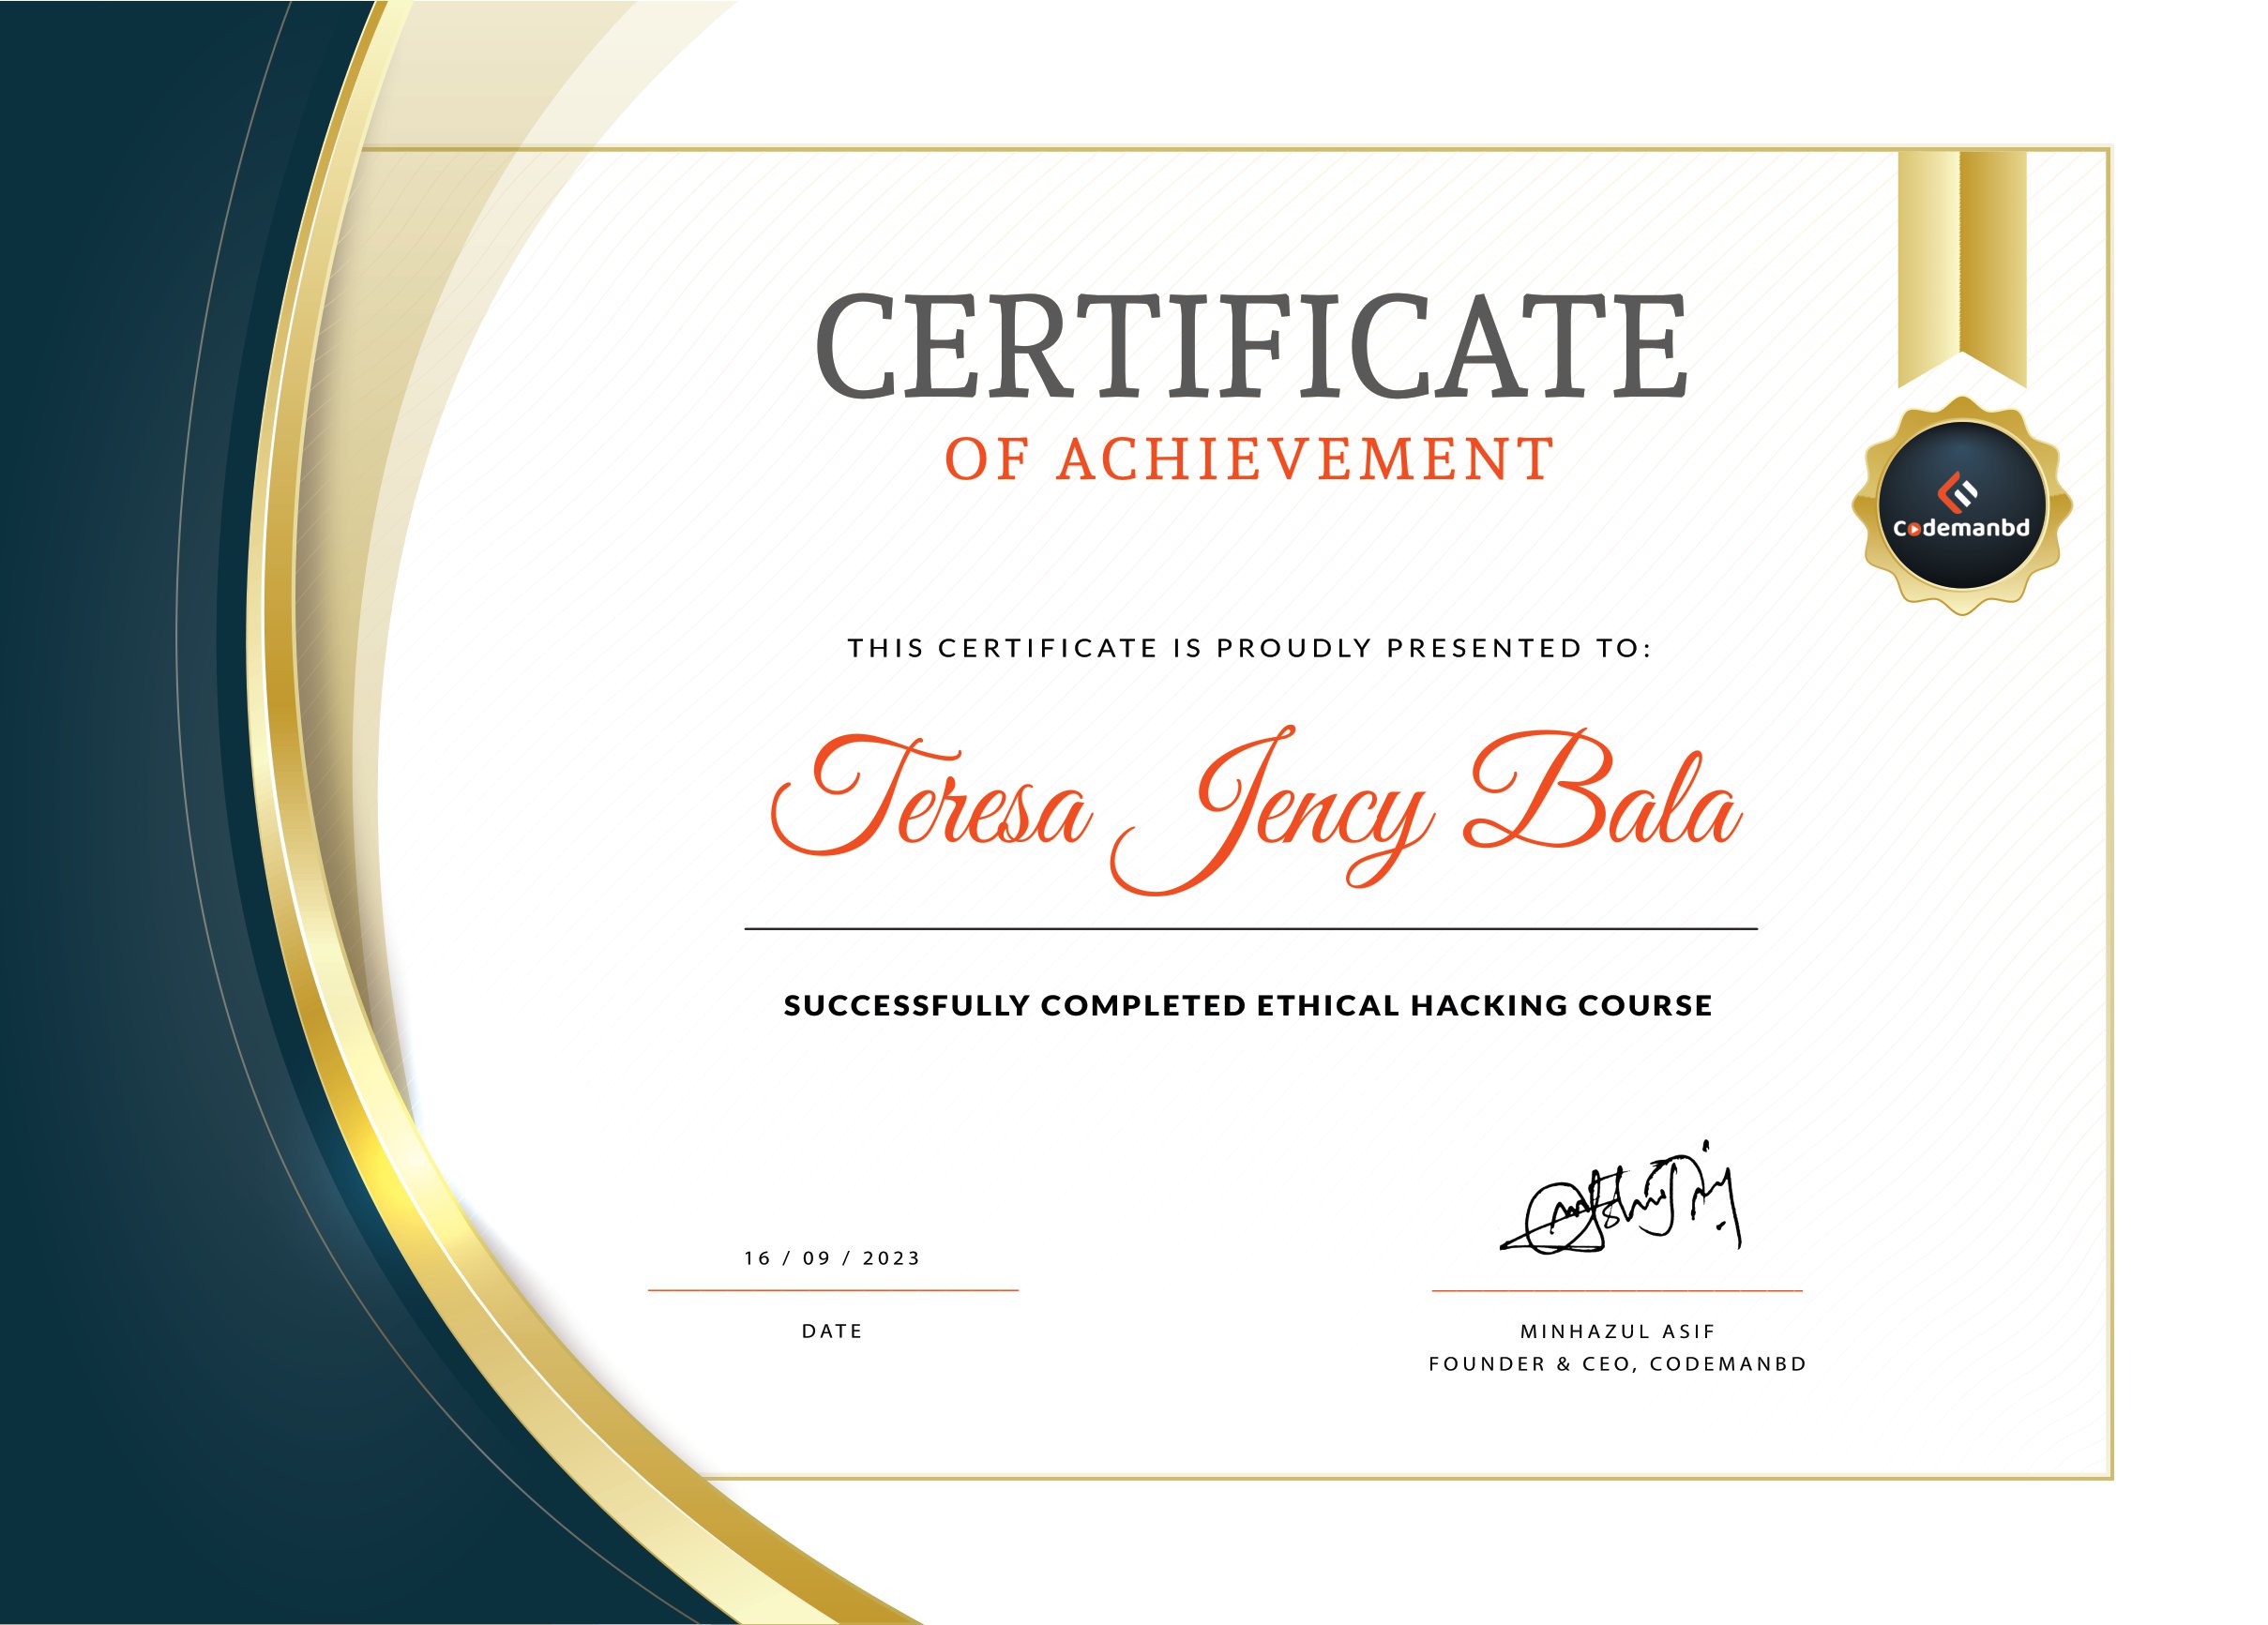 CERTIFICATE
OF ACHIEVEMENT
Codemanbd
THIS CERTIFICATE IS PROUDLY PRESENTED TO:
Teresa Jency Bala
SUCCESSFULLY COMPLETED ETHICAL HACKING COURSE
16 / 09 / 2023
DATE
MINHAZUL ASIF
FOUNDER & CEO, CODEMANBD